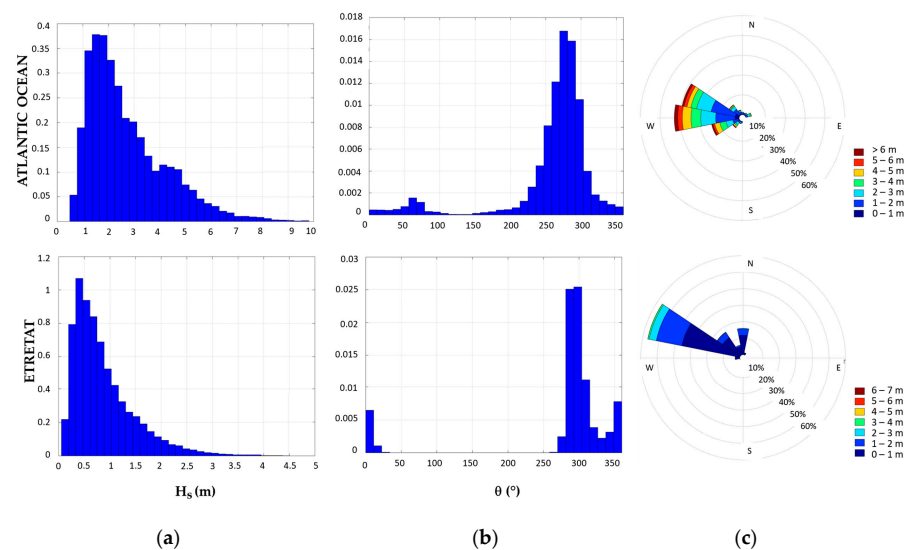 ATLANTIC OCEAN
0.4
0.35
0.3
0.25
0.2
0.15
0.1
0.05
0
0 1 2 3 4 5 6 7 8 9 10
0.018
0.016
0.014
0.012
0.010
0.008
0.006
0.004
0.002
0
0 50 100 150 200 250 300 350
N
W
E
S
10%
20%
30%
40%
50%
60%
> 6 m
5 – 6 m
4 – 5 m
3 – 4 m
2 – 3 m
1 – 2 m
0 – 1 m
ETRETAT
1.2
1
0.8
0.6
0.4
0.2
0
0 0.5 1 1.5 2 2.5 3 3.5 4 4.5 5
Hs (m)
0.03
0.025
0.02
0.015
0.01
0.005
0
0 50 100 150 200 250 300 350
θ (°)
N
W
E
S
10%
20%
30%
40%
50%
60%
6 – 7 m
5 – 6 m
4 – 5 m
3 – 4 m
2 – 3 m
1 – 2 m
0 – 1 m
(a) (b) (c)